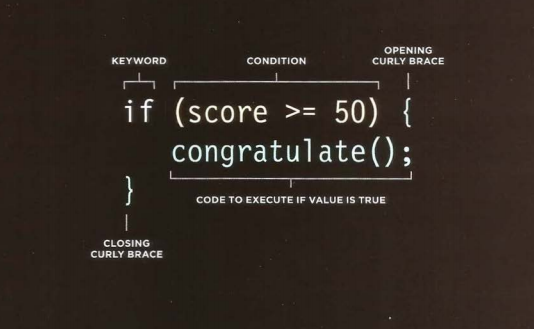 KEYWORD CONDITION OPENING
CURLY BRACE
if (score >= 50) {
congratulate();
}
CODE TO EXECUTE IF VALUE IS TRUE
CLOSING
CURLY BRACE